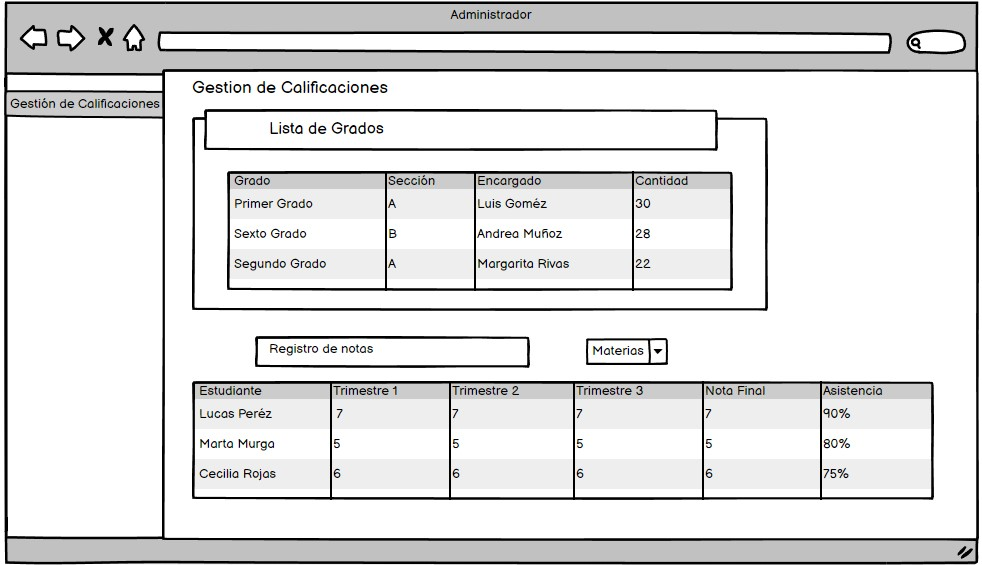 Administrador
Gestión de Calificaciones
Gestion de Calificaciones
Lista de Grados
Grado Sección Encargado Cantidad
Primer Grado A Luis Goméz 30
Sexto Grado B Andrea Muñoz 28
Segundo Grado A Margarita Rivas 22
Registro de notas Materias
Estudiante Trimestre 1 Trimestre 2 Trimestre 3 Nota Final Asistencia
Lucas Peréz 7 7 7 7 90%
Marta Murga 5 5 5 5 80%
Cecilia Rojas 6 6 6 6 75%